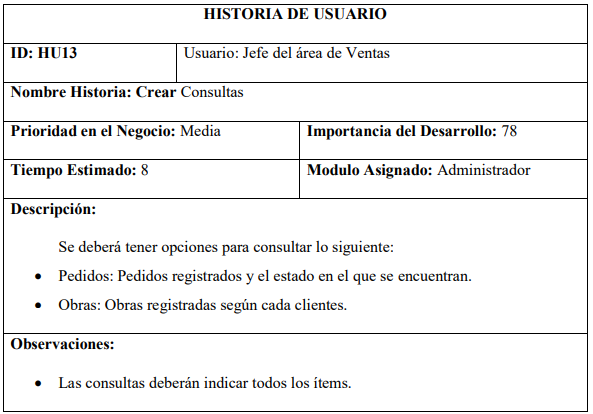 HISTORIA DE USUARIO
ID: HU13
Usuario: Jefe del área de Ventas
Nombre Historia: Crear Consultas
Prioridad en el Negocio: Media
Importancia del Desarrollo: 78
Tiempo Estimado: 8
Modulo Asignado: Administrador
Descripción:
Se deberá tener opciones para consultar lo siguiente:
• Pedidos: Pedidos registrados y el estado en el que se encuentran.
• Obras: Obras registradas según cada clientes.
Observaciones:
• Las consultas deberán indicar todos los ítems.